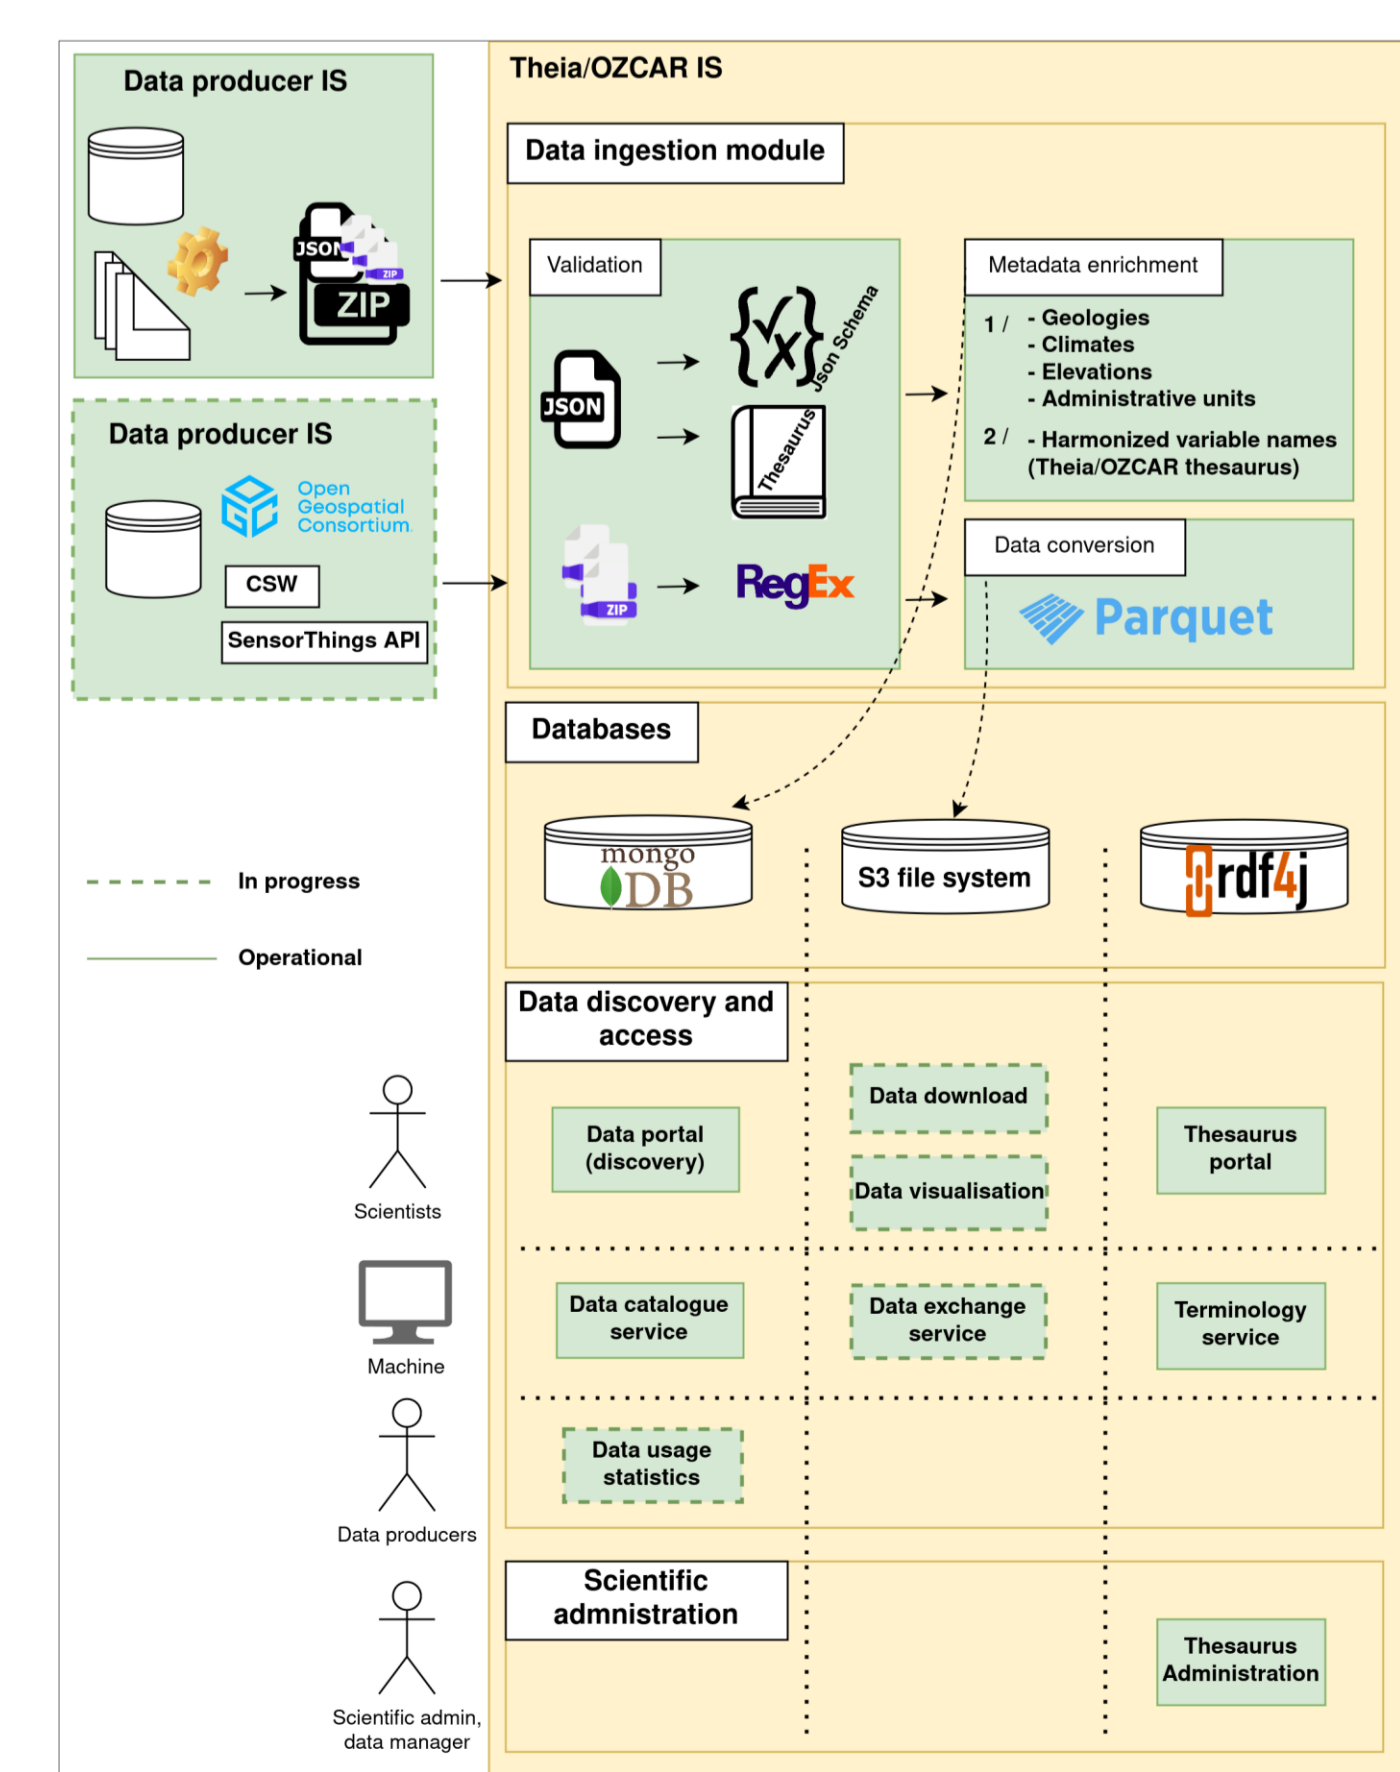 Data producer IS
JSON
ZIP
ZIP
Data producer IS
Open
Geospatial
Consortium.
CSW
SensorThings API
Theia/OZCAR IS
Data ingestion module
Validation
JSON
Json Schema
Thesaurus
ZIP
RegEx
Metadata enrichment
1 /
- Geologies
- Climates
- Elevations
- Administrative units
2 /
- Harmonized variable names
(Theia/OZCAR thesaurus)
Data conversion
Parquet
Databases
mongo
DB
S3 file system
rdf4j
In progress
Operational
Data discovery and
access
Scientists
Data portal
(discovery)
Data download
Data visualisation
Thesaurus
portal
Machine
Data catalogue
service
Data exchange
service
Terminology
service
Data producers
Data usage
statistics
Scientific
admnistration
Scientific admin,
data manager
Thesaurus
Administration